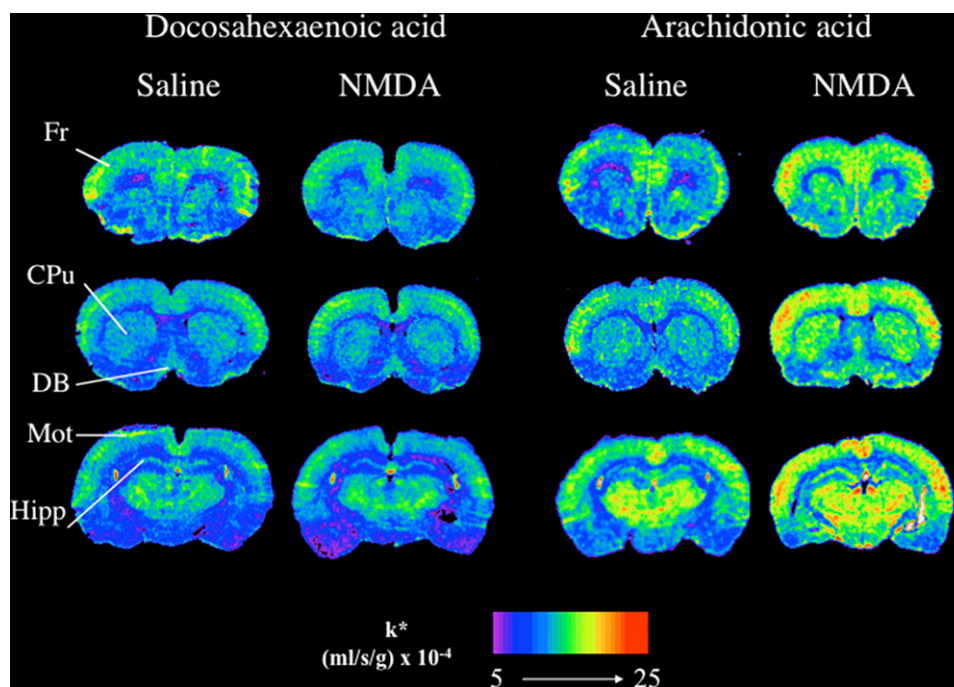 Docosahexaenoic acid Arachidonic acid
Saline NMDA Saline NMDA
Fr
CPu
DB
Mot
Hipp
k*
(ml/s/g) x 10⁻⁴
5 25